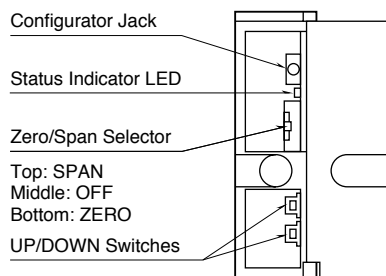 Configurator Jack
Status Indicator LED
Zero/Span Selector
Top: SPAN
Middle: OFF
Bottom: ZERO
UP/DOWN Switches